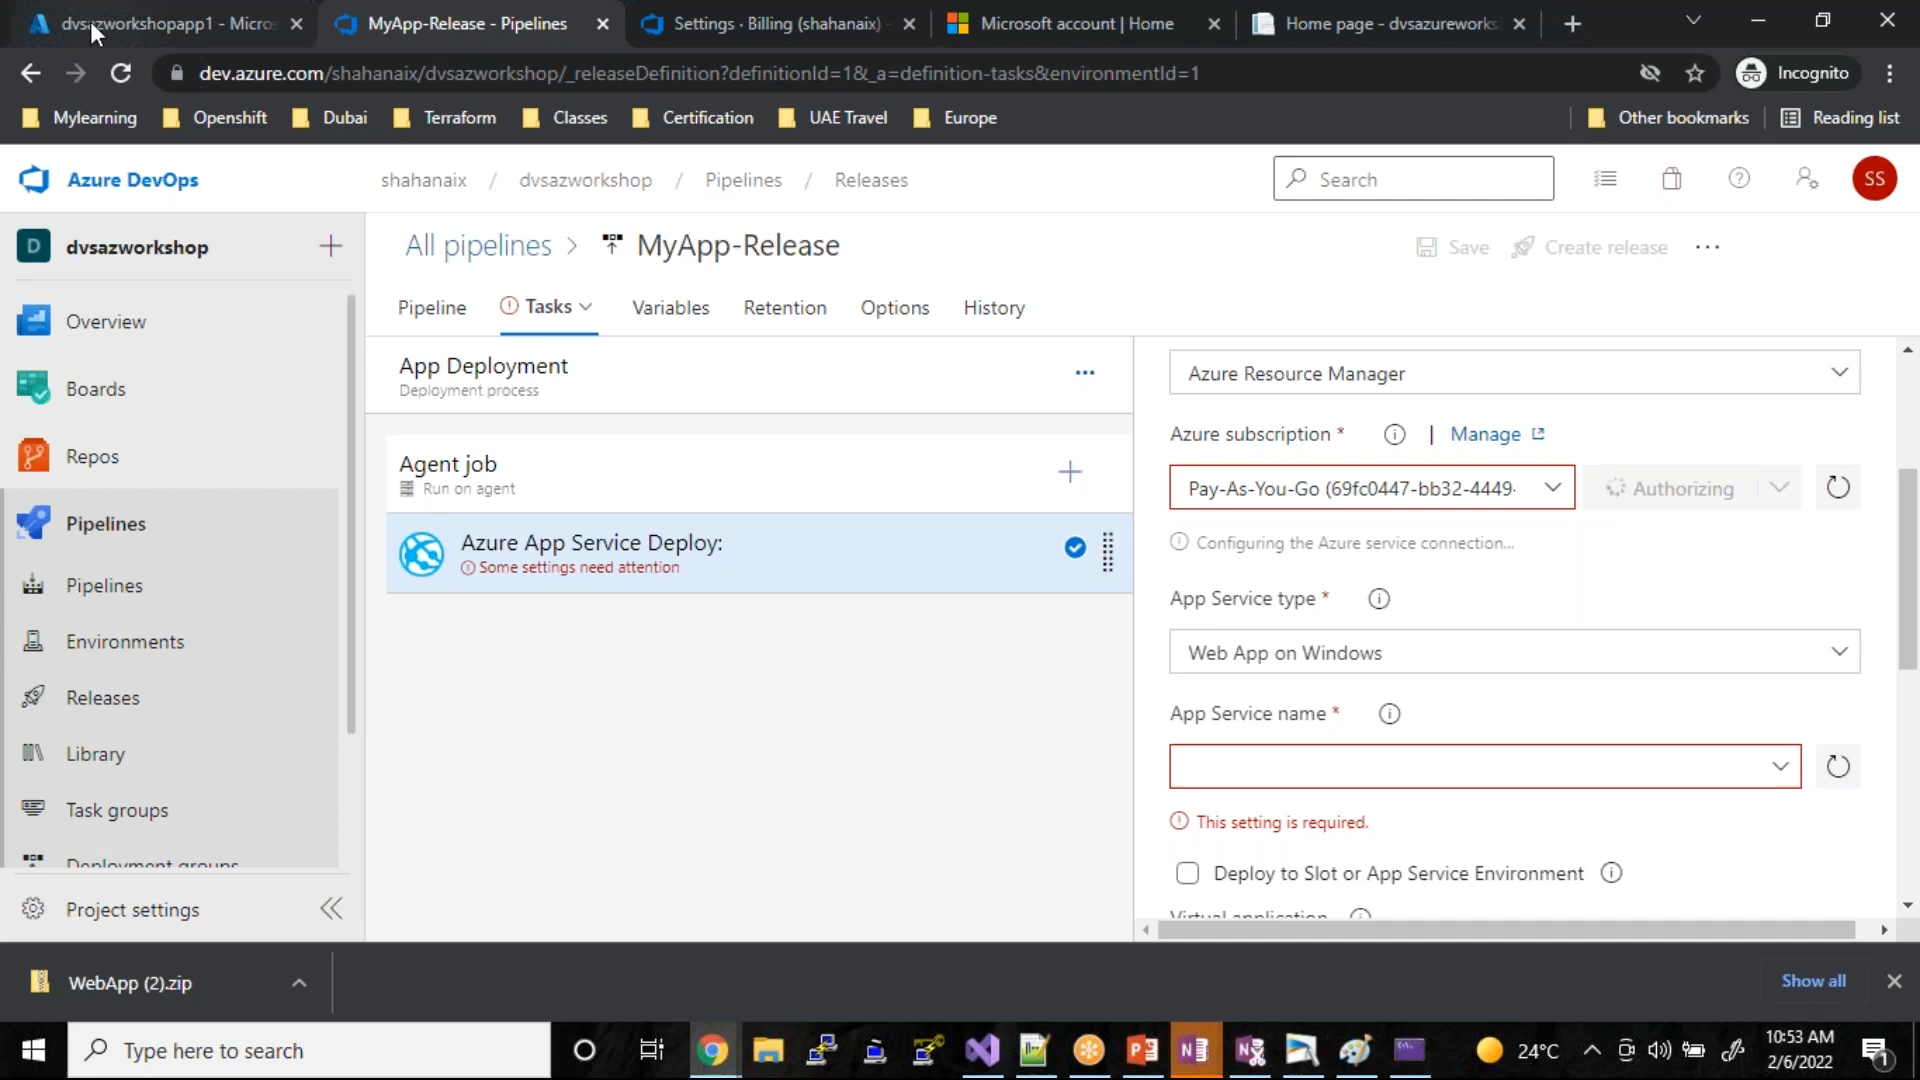 dvsazworkshopapp1 - Micros
MyApp-Release - Pipelines
Settings · Billing (shahanaix) -
Microsoft account | Home
Home page - dvsazureworks
dev.azure.com/shahanaix/dvsazworkshop/_releaseDefinition?definitionId=1&_a=definition-tasks&environmentId=1
Incognito
Mylearning
Openshift
Dubai
Terraform
Classes
Certification
UAE Travel
Europe
Other bookmarks
Reading list
Azure DevOps
shahanaix / dvsazworkshop / Pipelines / Releases
Search
SS
D dvsazworkshop
Overview
Boards
Repos
Pipelines
Pipelines
Environments
Releases
Library
Task groups
Deployment groups
Project settings
All pipelines > MyApp-Release
Save
Create release
Pipeline
Tasks
Variables
Retention
Options
History
App Deployment
Deployment process
Agent job
Run on agent
Azure App Service Deploy:
Some settings need attention
Azure Resource Manager
Azure subscription * | Manage
Pay-As-You-Go (69fc0447-bb32-4449-
Authorizing
Configuring the Azure service connection...
App Service type *
Web App on Windows
App Service name *
This setting is required.
Deploy to Slot or App Service Environment
Virtual application
WebApp (2).zip
Show all
Type here to search
24°C
10:53 AM
2/6/2022
1